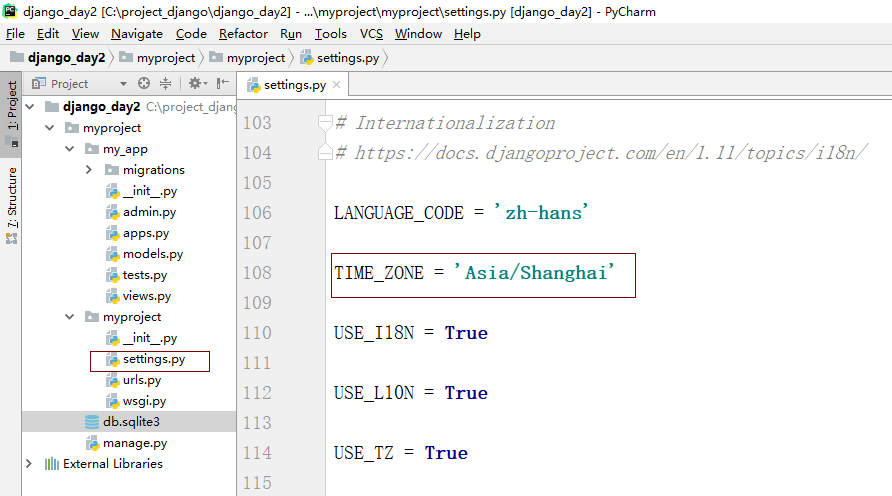 django_day2 [C:\project_django\django_day2] - ...\myproject\myproject\settings.py [django_day2] - PyCharm
File Edit View Navigate Code Refactor Run Tools VCS Window Help
django_day2 myproject myproject settings.py
1: Project
7: Structure
Project
django_day2 C:\project_djang
myproject
my_app
migrations
__init__.py
admin.py
apps.py
models.py
tests.py
views.py
myproject
__init__.py
settings.py
urls.py
wsgi.py
db.sqlite3
manage.py
External Libraries
settings.py
103 # Internationalization
104 # https://docs.djangoproject.com/en/1.11/topics/i18n/
105
106 LANGUAGE_CODE = 'zh-hans'
107
108 TIME_ZONE = 'Asia/Shanghai'
109
110 USE_I18N = True
111
112 USE_L10N = True
113
114 USE_TZ = True
115